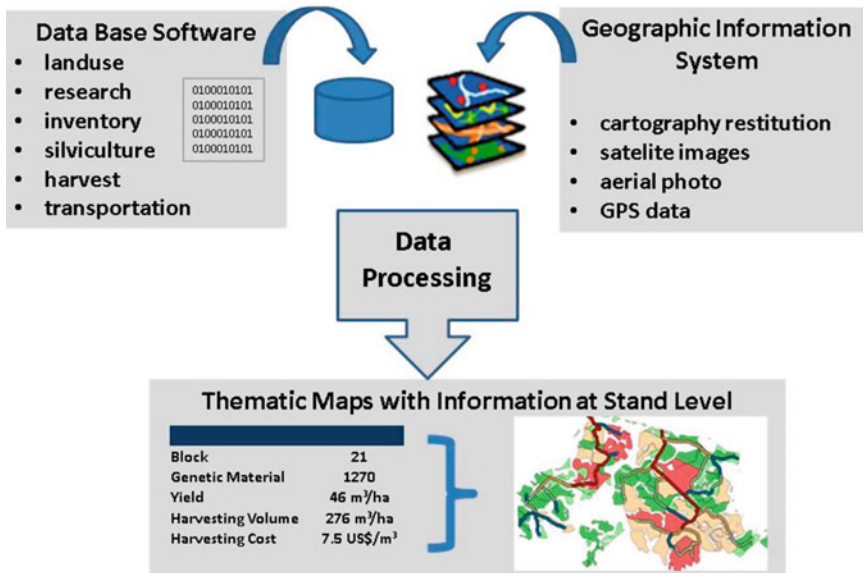 Data Base Software
• landuse
• research
• inventory
• silviculture
• harvest
• transportation
0100010101
0100010101
0100010101
0100010101
0100010101
Geographic Information
System
• cartography restitution
• satelite images
• aerial photo
• GPS data
Data
Processing
Thematic Maps with Information at Stand Level
Block 21
Genetic Material 1270
Yield 46 m³/ha
Harvesting Volume 276 m³/ha
Harvesting Cost 7.5 US$/m³